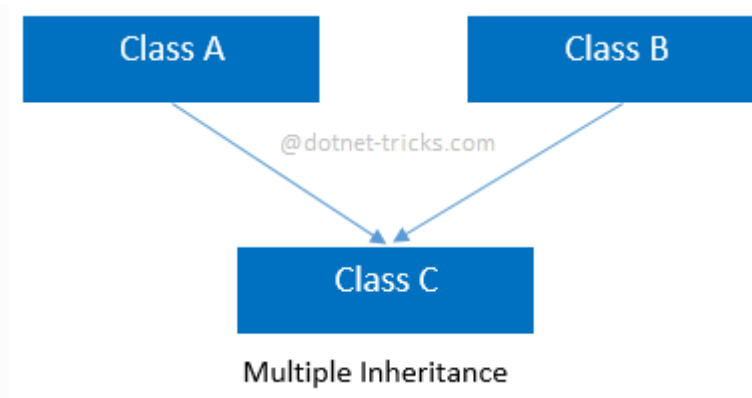 Class A
Class B
@dotnet-tricks.com
Class C
Multiple Inheritance